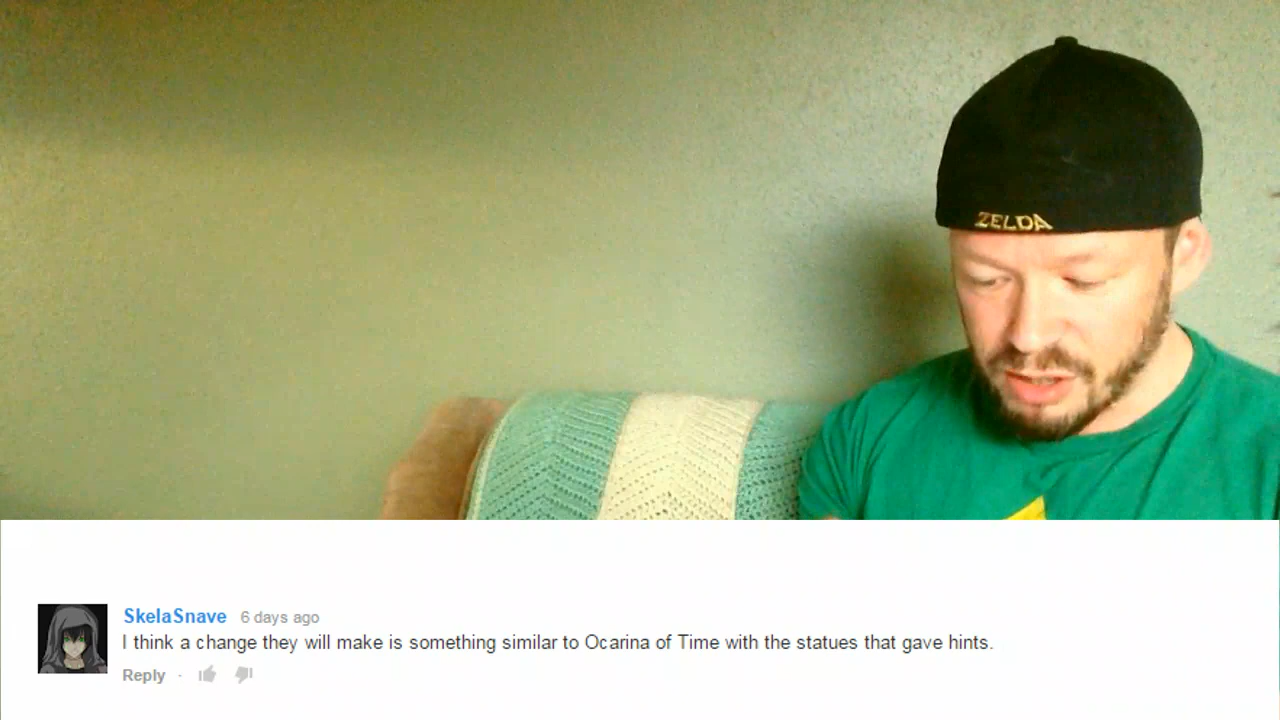 ZELDA
SkelaSnave 6 days ago
I think a change they will make is something similar to Ocarina of Time with the statues that gave hints.
Reply ·